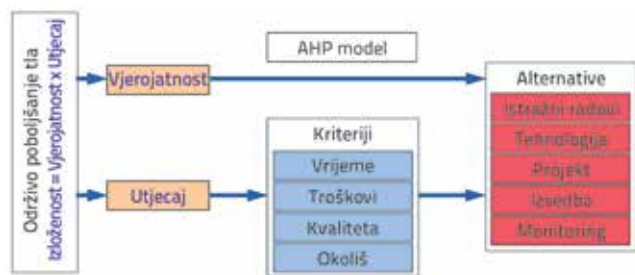 Održivo poboljšanje tla
Izloženost = Vjerojatnost x Utjecaj
Vjerojatnost
Utjecaj
AHP model
Kriteriji
Vrijeme
Troškovi
Kvaliteta
Okoliš
Alternative
Istražni radovi
Tehnologija
Projekt
Izvedba
Monitoring